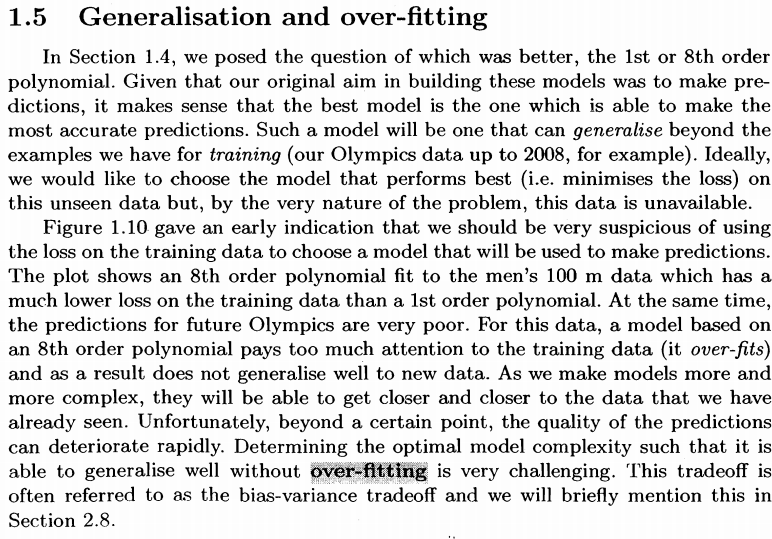 1.5 Generalisation and over-fitting
In Section 1.4, we posed the question of which was better, the 1st or 8th order
polynomial. Given that our original aim in building these models was to make pre-
dictions, it makes sense that the best model is the one which is able to make the
most accurate predictions. Such a model will be one that can generalise beyond the
examples we have for training (our Olympics data up to 2008, for example). Ideally,
we would like to choose the model that performs best (i.e. minimises the loss) on
this unseen data but, by the very nature of the problem, this data is unavailable.
Figure 1.10 gave an early indication that we should be very suspicious of using
the loss on the training data to choose a model that will be used to make predictions.
The plot shows an 8th order polynomial fit to the men's 100 m data which has a
much lower loss on the training data than a 1st order polynomial. At the same time,
the predictions for future Olympics are very poor. For this data, a model based on
an 8th order polynomial pays too much attention to the training data (it over-fits)
and as a result does not generalise well to new data. As we make models more and
more complex, they will be able to get closer and closer to the data that we have
already seen. Unfortunately, beyond a certain point, the quality of the predictions
can deteriorate rapidly. Determining the optimal model complexity such that it is
able to generalise well without over-fitting is very challenging. This tradeoff is
often referred to as the bias-variance tradeoff and we will briefly mention this in
Section 2.8.